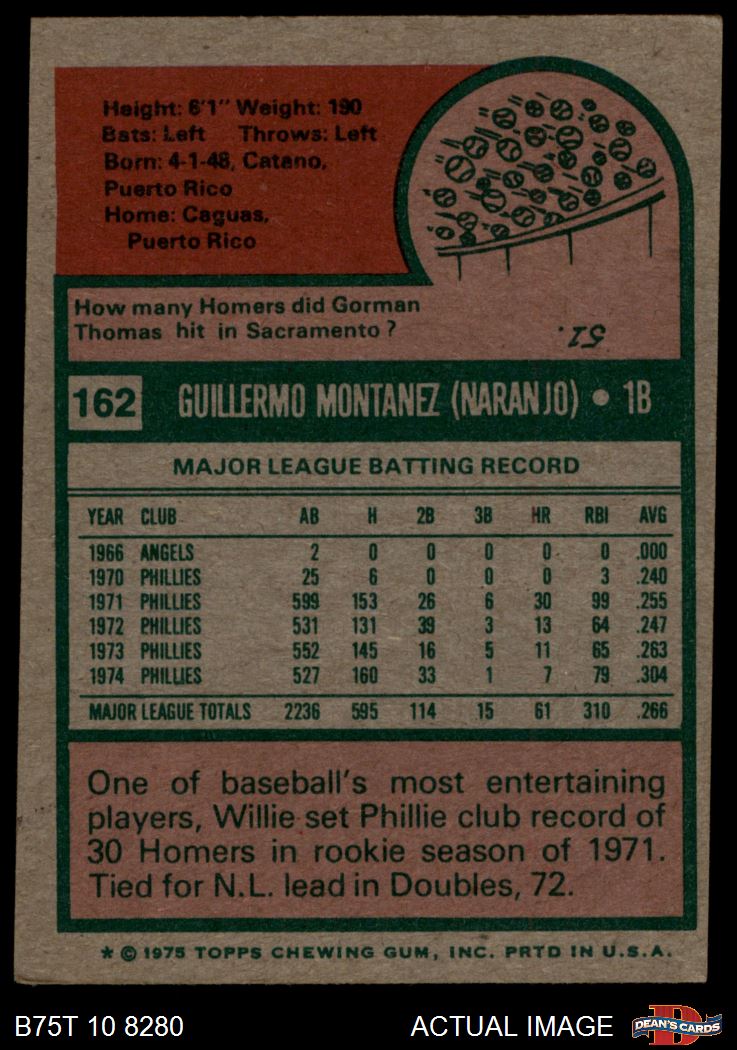 Height: 6'1" Weight: 190
Bats: Left Throws: Left
Born: 4-1-48, Catano,
Puerto Rico
Home: Caguas,
Puerto Rico
How many Homers did Gorman
Thomas hit in Sacramento?
51.
162 GUILLERMO MONTANEZ (NARANJO) • 1B
MAJOR LEAGUE BATTING RECORD
YEAR CLUB AB H 2B 3B HR RBI AVG
1966 ANGELS 2 0 0 0 0 0 .000
1970 PHILLIES 25 6 0 0 0 3 .240
1971 PHILLIES 599 153 26 6 30 99 .255
1972 PHILLIES 531 131 39 3 13 64 .247
1973 PHILLIES 552 145 16 5 11 65 .263
1974 PHILLIES 527 160 33 1 7 79 .304
MAJOR LEAGUE TOTALS 2236 595 114 15 61 310 .266
One of baseball's most entertaining
players, Willie set Phillie club record of
30 Homers in rookie season of 1971.
Tied for N.L. lead in Doubles, 72.
* © 1975 TOPPS CHEWING GUM, INC. PRTD IN U.S.A.
B75T 10 8280 ACTUAL IMAGE DEAN'S CARDS